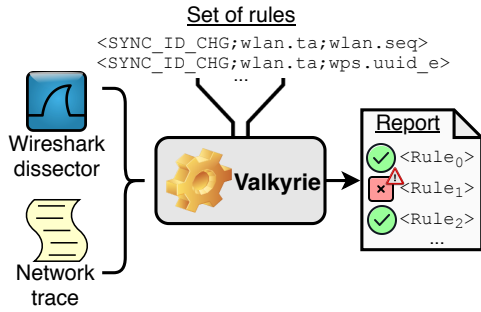 Set of rules
<SYNC_ID_CHG;wlan.ta;wlan.seq>
<SYNC_ID_CHG;wlan.ta;wps.uuid_e>
...
Wireshark
dissector
Network
trace
Valkyrie
Report
<Rule0>
<Rule1>
<Rule2>
...